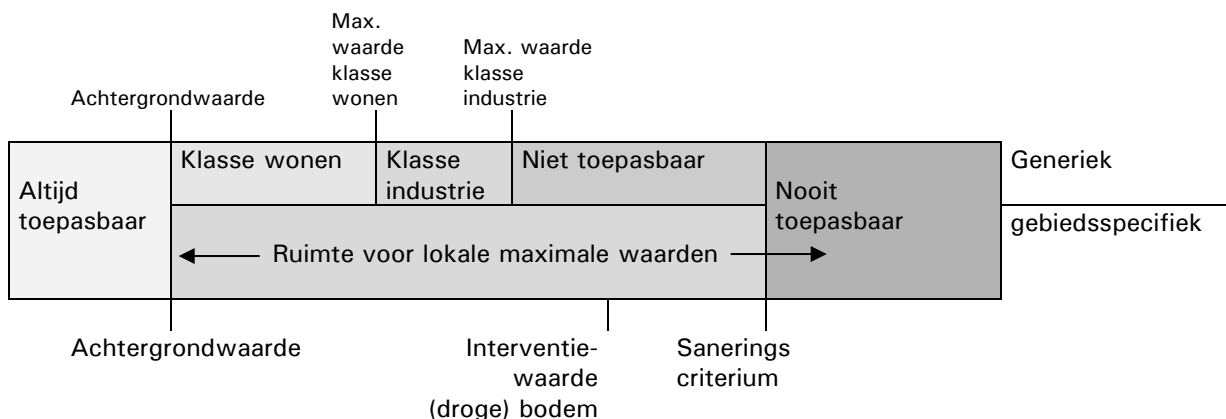 Max.
waarde
klasse
wonen
Max. waarde
klasse
industrie
Achtergrondwaarde
Klasse wonen
Klasse
industrie
Niet toepasbaar
Generiek
Altijd
toepasbaar
Nooit
toepasbaar
gebiedsspecifiek
Ruimte voor lokale maximale waarden
Achtergrondwaarde
Interventie-
waarde
(droge) bodem
Sanerings
criterium